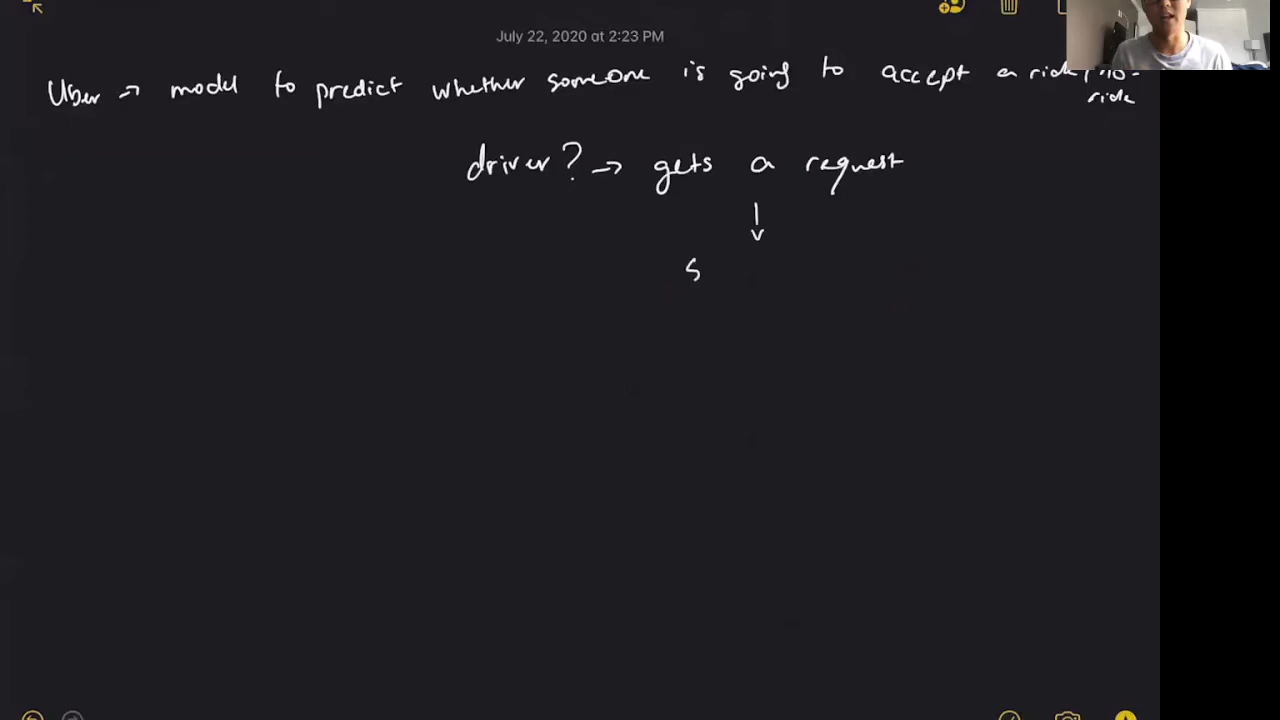 July 22, 2020 at 2:23 PM
Uber → model to predict whether someone is going to accept a ride / no-
ride
driver? → gets a request
↓
s